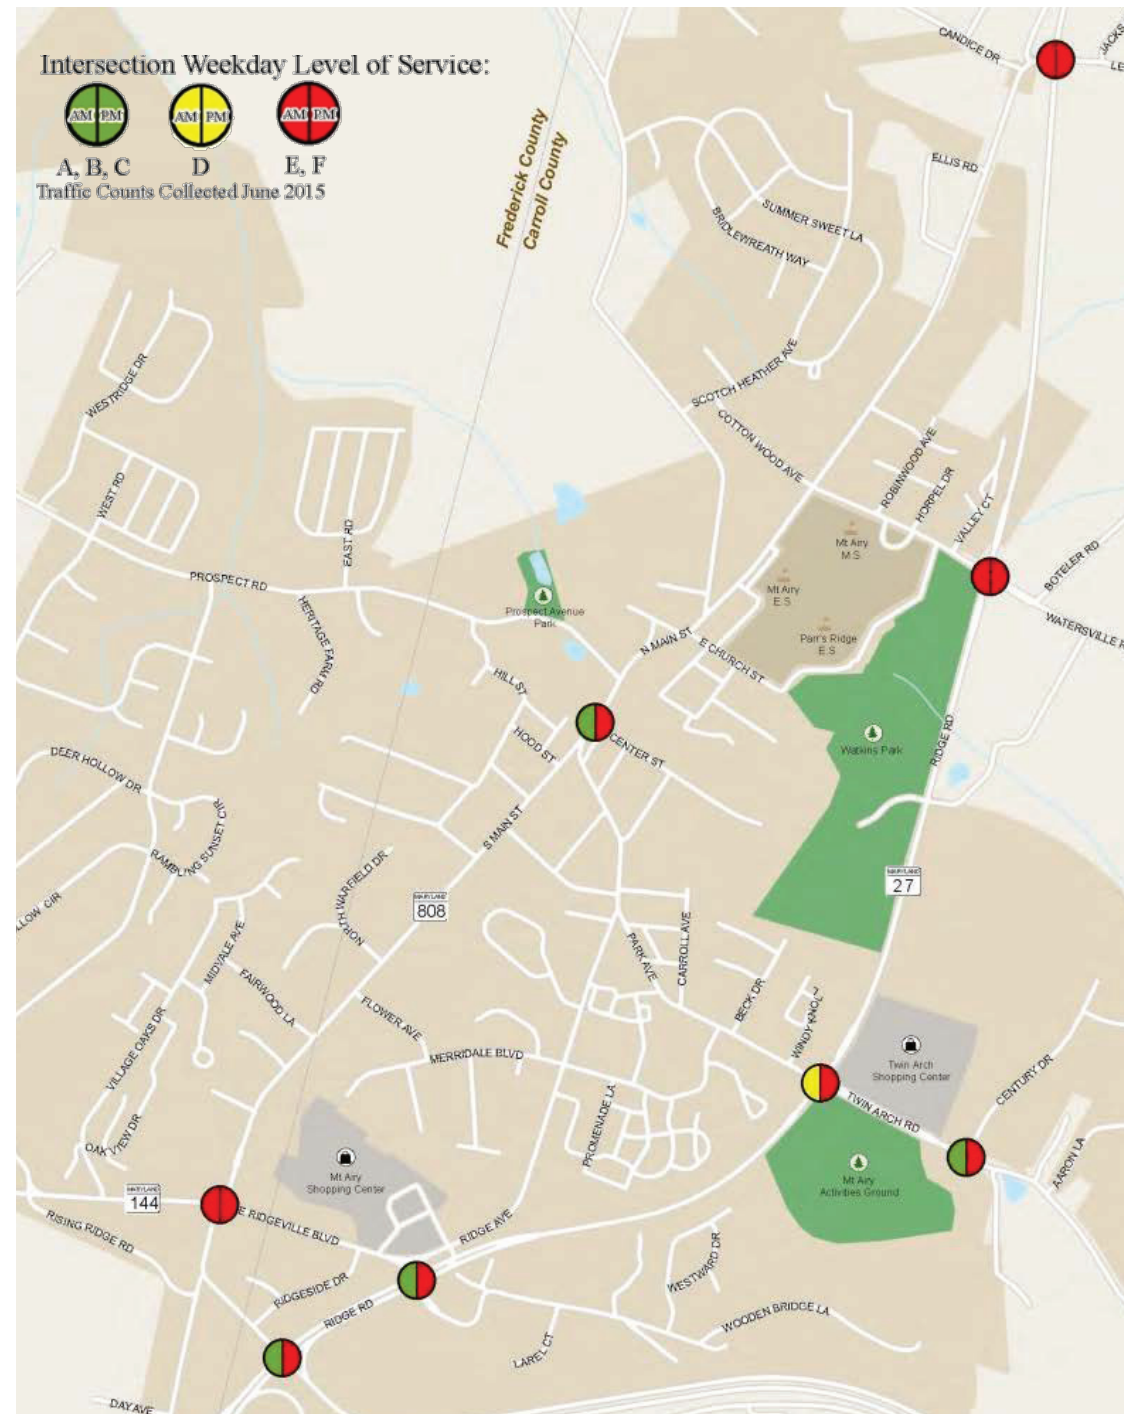 Intersection Weekday Level of Service:
AM PM
AM PM
AM PM
A, B, C
D
E, F
Traffic Counts Collected June 2015
Frederick County
Carroll County
CANDICE DR
ELLIS RD
SUMMER SWEET LA
BRIDLEWREATH WAY
SCOTCH HEATHER AVE
COTTON WOOD AVE
ROBINWOOD AVE
HORPEL DR
VALLEY CT
BOTELER RD
WATERSVILLE R
WESTRIDGE DR
WEST RD
EAST RD
PROSPECT RD
HERITAGE FARM RD
Prospect Avenue
Park
Mt Airy
M.S.
Mt Airy
E.S.
Parr's Ridge
E.S.
N MAIN ST
E CHURCH ST
HILL ST
HOOD ST
CENTER ST
S MAIN ST
Watkins Park
RIDGE RD
DEER HOLLOW DR
RAMBLING SUNSET CIR
LLOW CIR
NORTH WARFIELD DR
MARYLAND
808
MARYLAND
27
MIDVALE AVE
FAIRWOOD LA
PARK AVE
CARROLL AVE
BECK DR
WINDY KNOLL
FLOWER AVE
MERRIDALE BLVD
VILLAGE OAKS DR
OAK VIEW DR
PROMENADE LA
Twin Arch
Shopping Center
CENTURY DR
TWIN ARCH RD
AARON LA
Mt Airy
Shopping Center
Mt Airy
Activities Ground
MARYLAND
144
E RIDGEVILLE BLVD
RISING RIDGE RD
RIDGE AVE
RIDGESIDE DR
RIDGE RD
WESTWARD DR
WOODEN BRIDGE LA
LAREL CT
DAY AVE